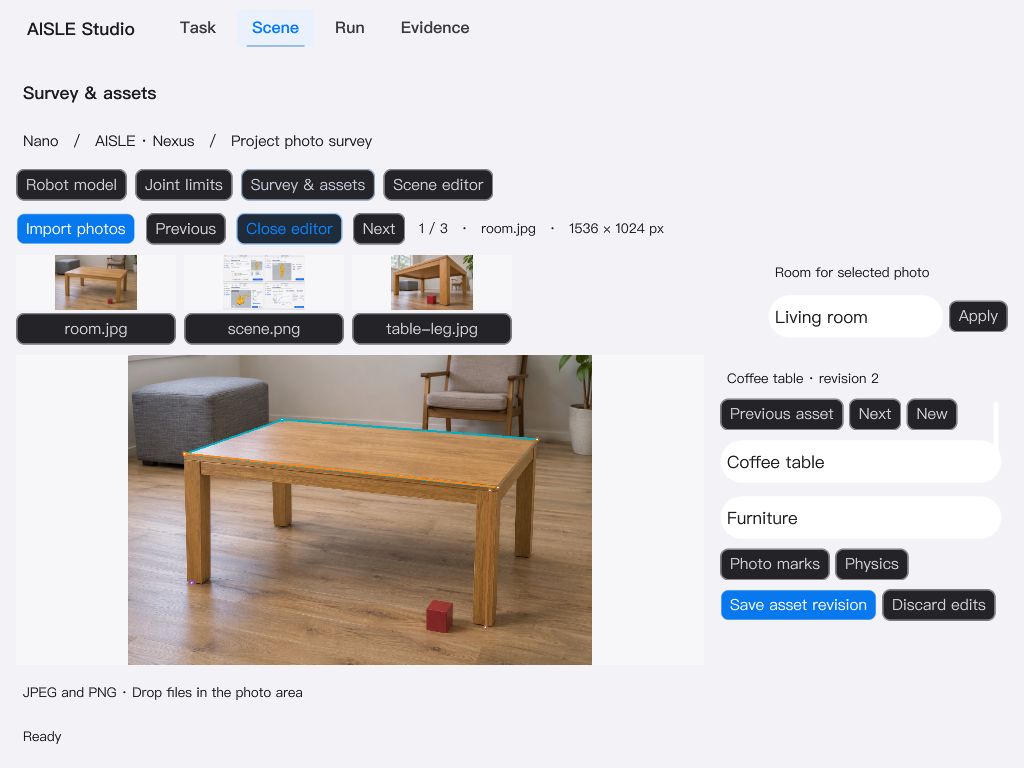 AISLE Studio
Task
Scene
Run
Evidence
Survey & assets
Nano / AISLE · Nexus / Project photo survey
Robot model
Joint limits
Survey & assets
Scene editor
Import photos
Previous
Close editor
Next
1 / 3 · room.jpg · 1536 × 1024 px
room.jpg
scene.png
table-leg.jpg
Room for selected photo
Living room
Apply
Coffee table · revision 2
Previous asset
Next
New
Coffee table
Furniture
Photo marks
Physics
Save asset revision
Discard edits
JPEG and PNG · Drop files in the photo area
Ready